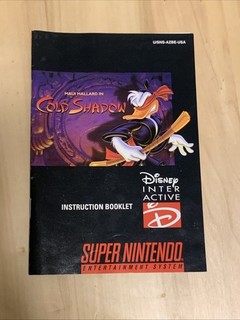 U/SNS-AZBE-USA
MAUI MALLARD IN
COLD SHADOW
INSTRUCTION BOOKLET
Disney
INTER
ACTIVE
D
SUPER NINTENDO
ENTERTAINMENT SYSTEM